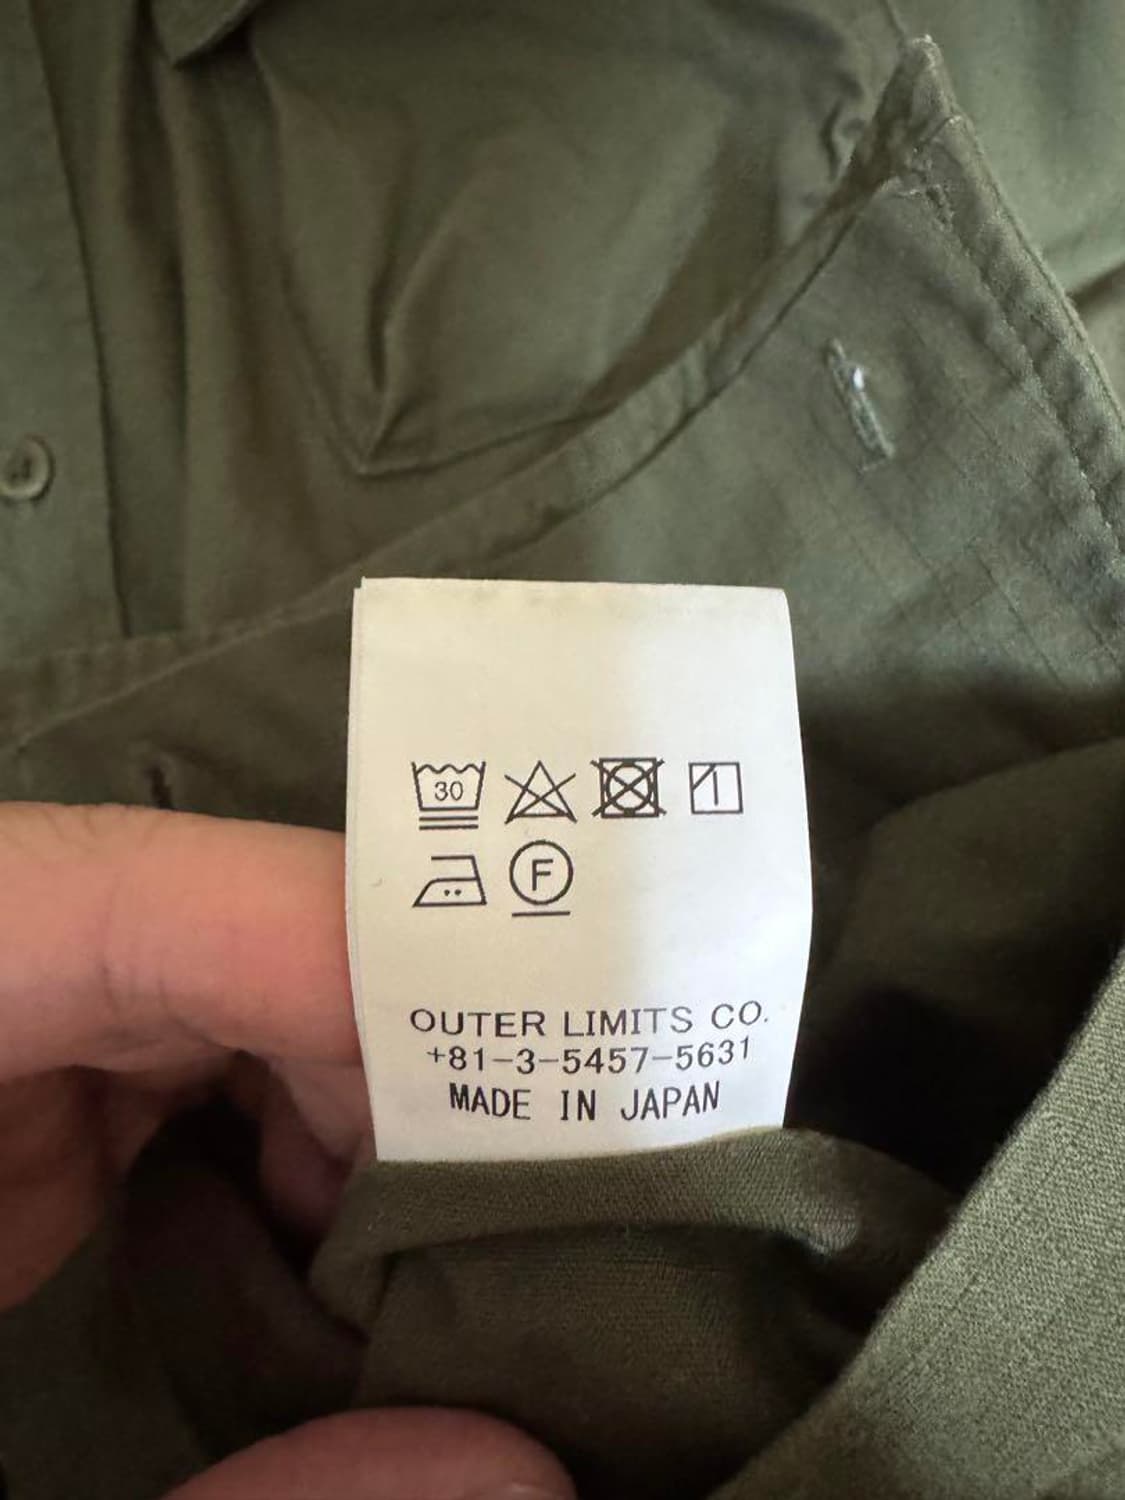 30
F
OUTER LIMITS CO.
+81-3-5457-5631
MADE IN JAPAN